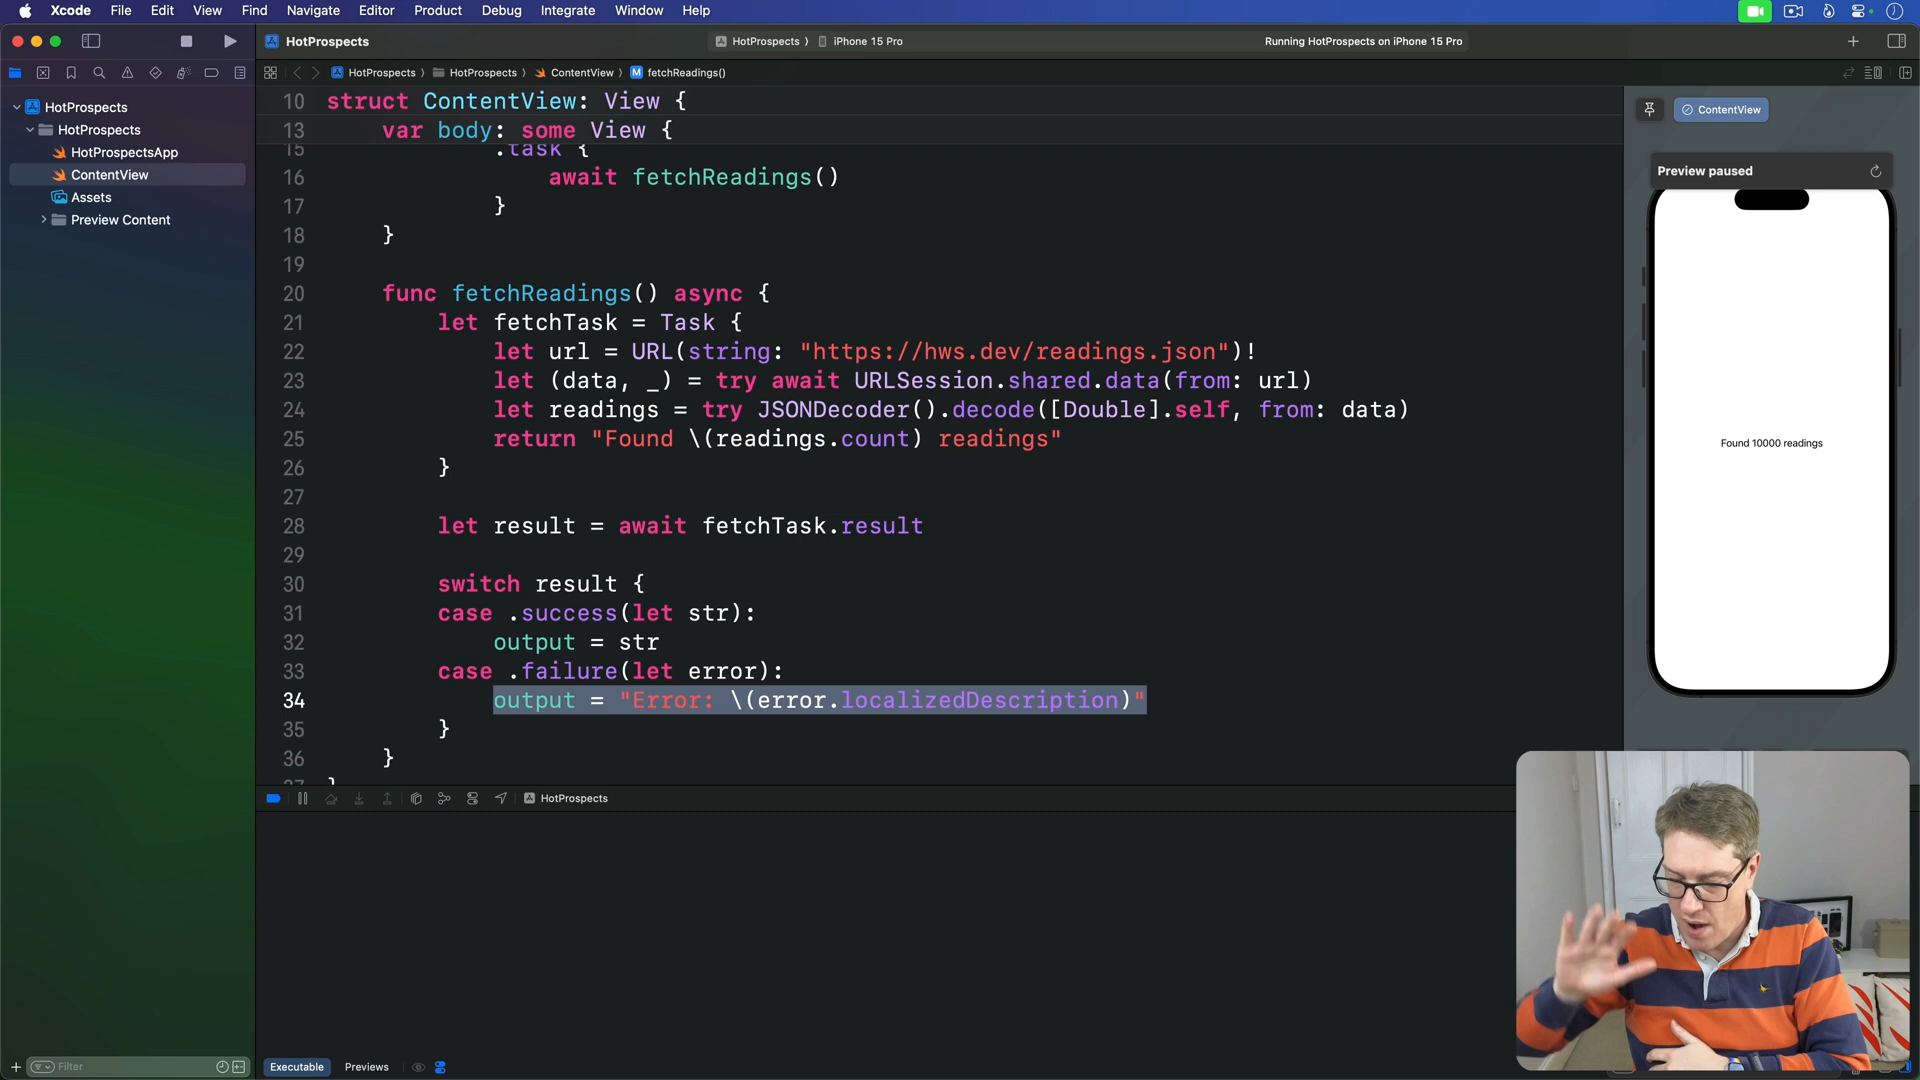 Xcode File Edit View Find Navigate Editor Product Debug Integrate Window Help
HotProspects
HotProspects 〉 iPhone 15 Pro
Running HotProspects on iPhone 15 Pro
HotProspects 〉 HotProspects 〉 ContentView 〉 M fetchReadings()
HotProspects
HotProspects
HotProspectsApp
ContentView
Assets
Preview Content
Filter
10 struct ContentView: View {
13 var body: some View {
15 .task {
16 await fetchReadings()
17 }
18 }
19
20 func fetchReadings() async {
21 let fetchTask = Task {
22 let url = URL(string: "https://hws.dev/readings.json")!
23 let (data, _) = try await URLSession.shared.data(from: url)
24 let readings = try JSONDecoder().decode([Double].self, from: data)
25 return "Found \(readings.count) readings"
26 }
27
28 let result = await fetchTask.result
29
30 switch result {
31 case .success(let str):
32 output = str
33 case .failure(let error):
34 output = "Error: \(error.localizedDescription)"
35 }
36 }
37 }
HotProspects
Executable Previews
ContentView
Preview paused
Found 10000 readings